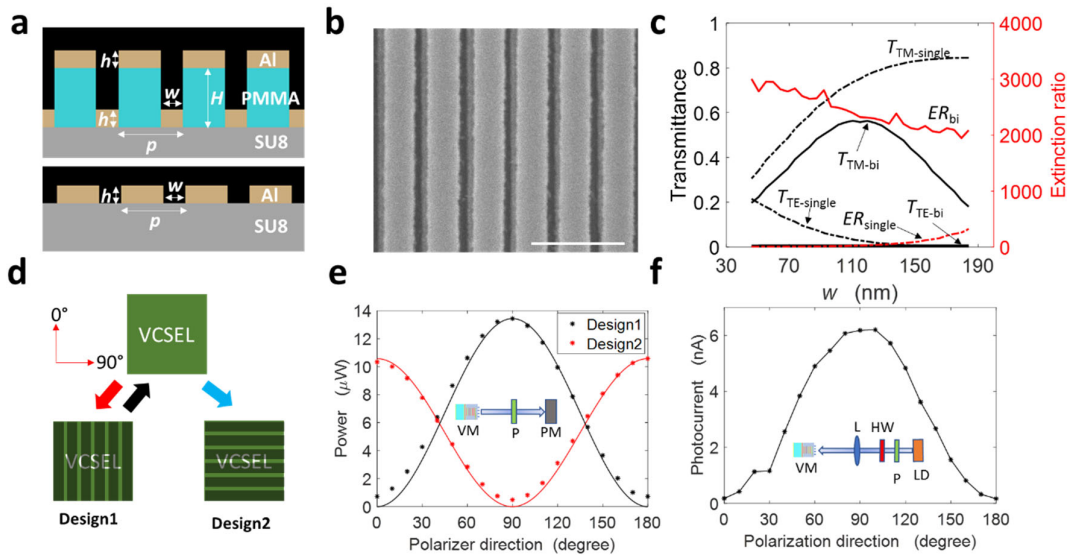 a
h
Al
w
H
PMMA
h
p
SU8
h
w
Al
p
SU8
b
c
Transmittance
1
0.8
0.6
0.4
0.2
0
4000
3000
2000
1000
0
Extinction ratio
T_TM-single
ER_bi
T_TM-bi
T_TE-single
ER_single
T_TE-bi
30 70 110 150 190
w (nm)
d
0°
90°
VCSEL
VCSEL
VCSEL
Design1
Design2
e
Power (μW)
14
12
10
8
6
4
2
0
Design1
Design2
VM
P
PM
0 30 60 90 120 150 180
Polarizer direction (degree)
f
Photocurrent (nA)
6
4
2
0
L HW
VM
P
LD
0 30 60 90 120 150 180
Polarization direction (degree)